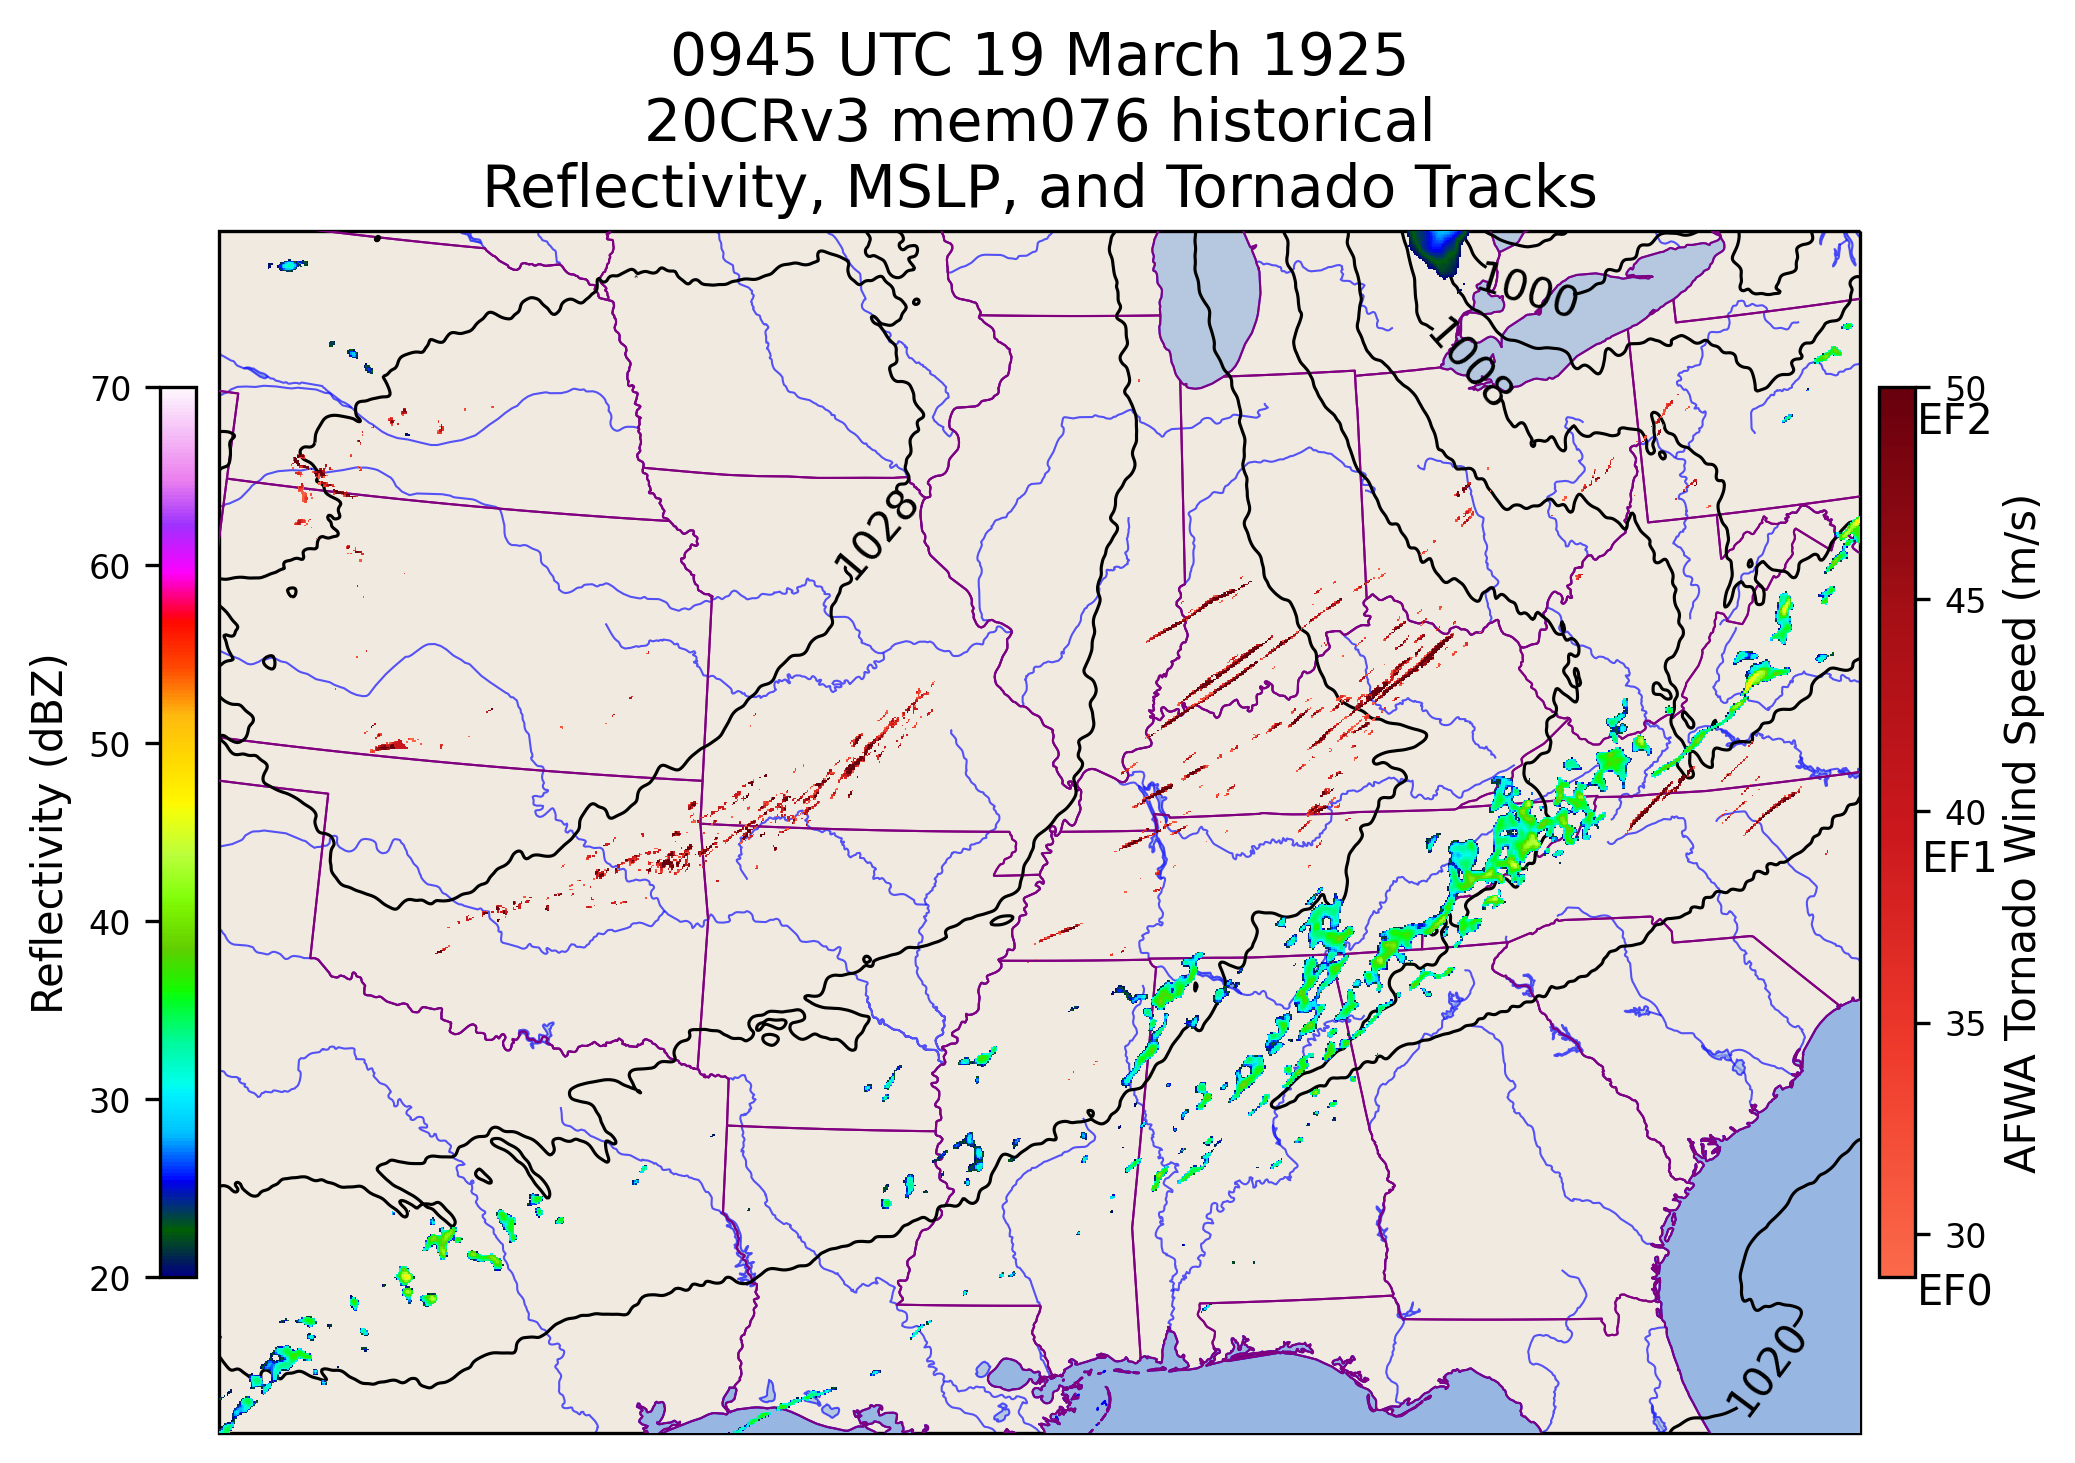 0945 UTC 19 March 1925
20CRv3 mem076 historical
Reflectivity, MSLP, and Tornado Tracks
1000
1008
1028
1020
Reflectivity (dBZ)
70
60
50
40
30
20
50
EF2
45
40
EF1
35
30
EF0
AFWA Tornado Wind Speed (m/s)